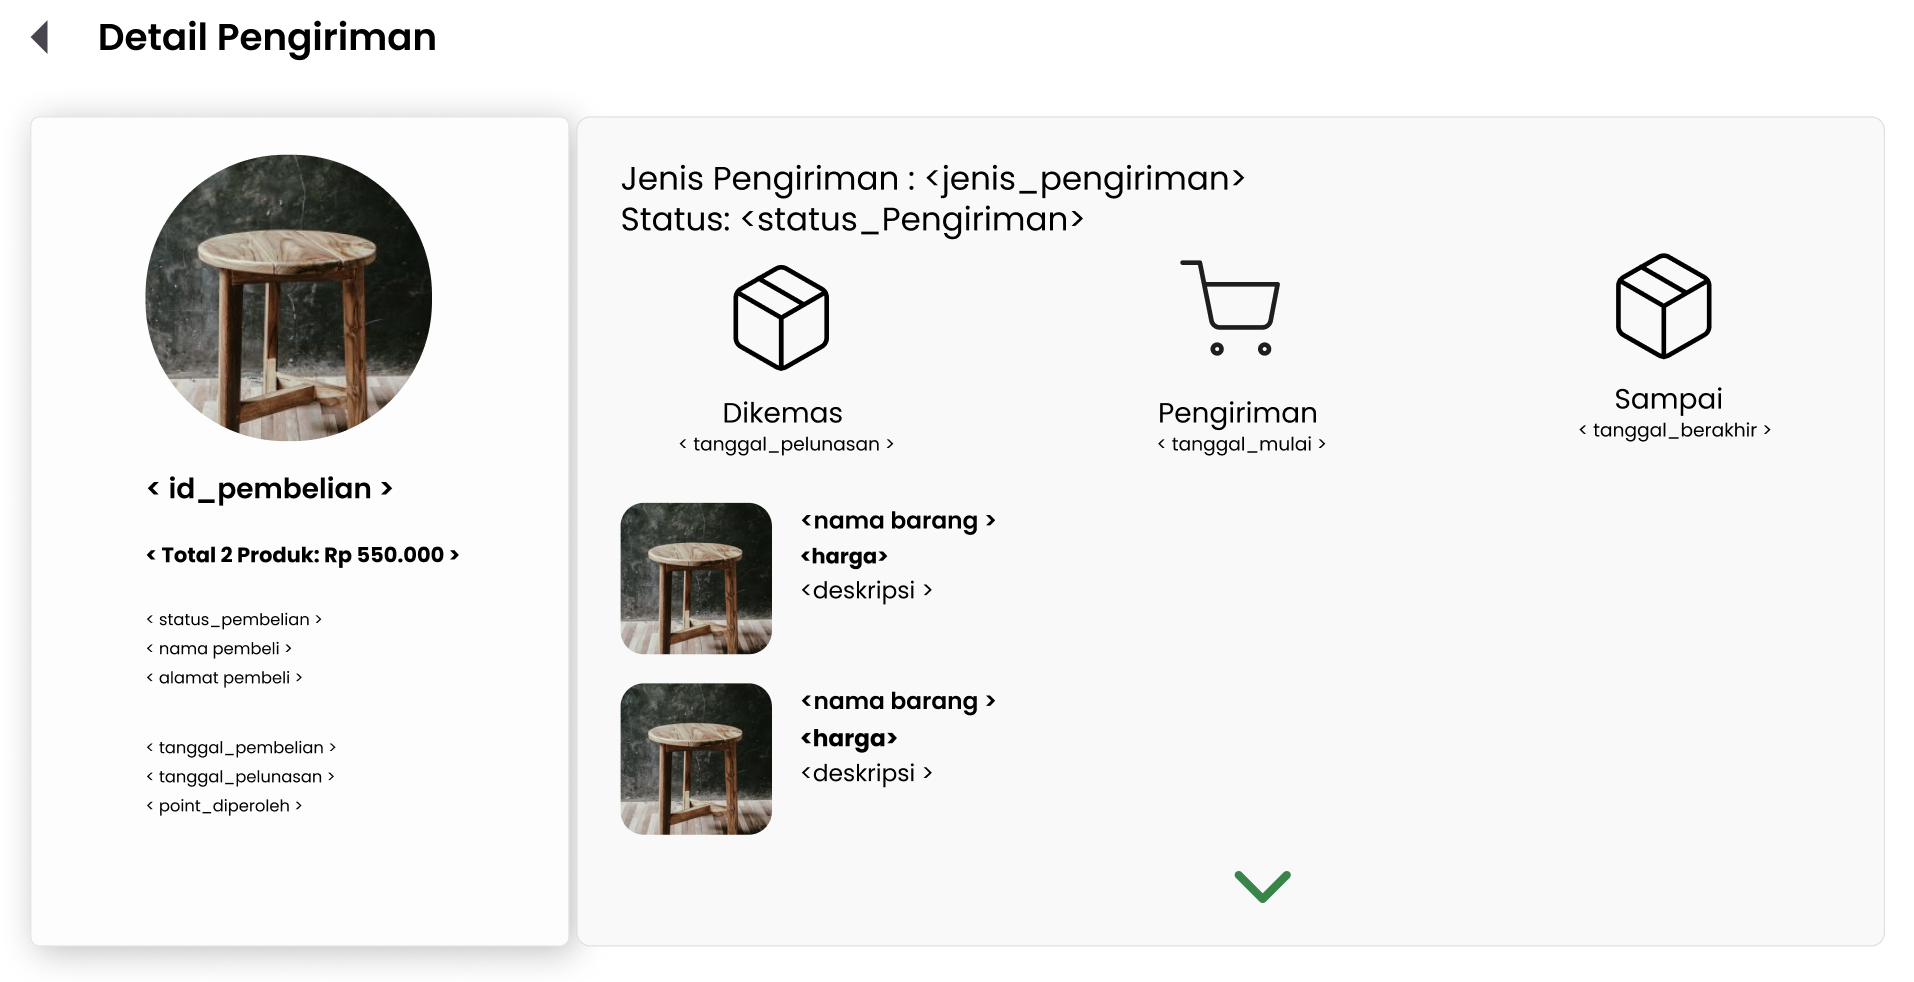 Detail Pengiriman
< id_pembelian >
< Total 2 Produk: Rp 550.000 >
< status_pembelian >
< nama pembeli >
< alamat pembeli >
< tanggal_pembelian >
< tanggal_pelunasan >
< point_diperoleh >
Jenis Pengiriman : <jenis_pengiriman>
Status: <status_Pengiriman>
Dikemas
< tanggal_pelunasan >
Pengiriman
< tanggal_mulai >
Sampai
< tanggal_berakhir >
<nama barang >
<harga>
<deskripsi >
<nama barang >
<harga>
<deskripsi >